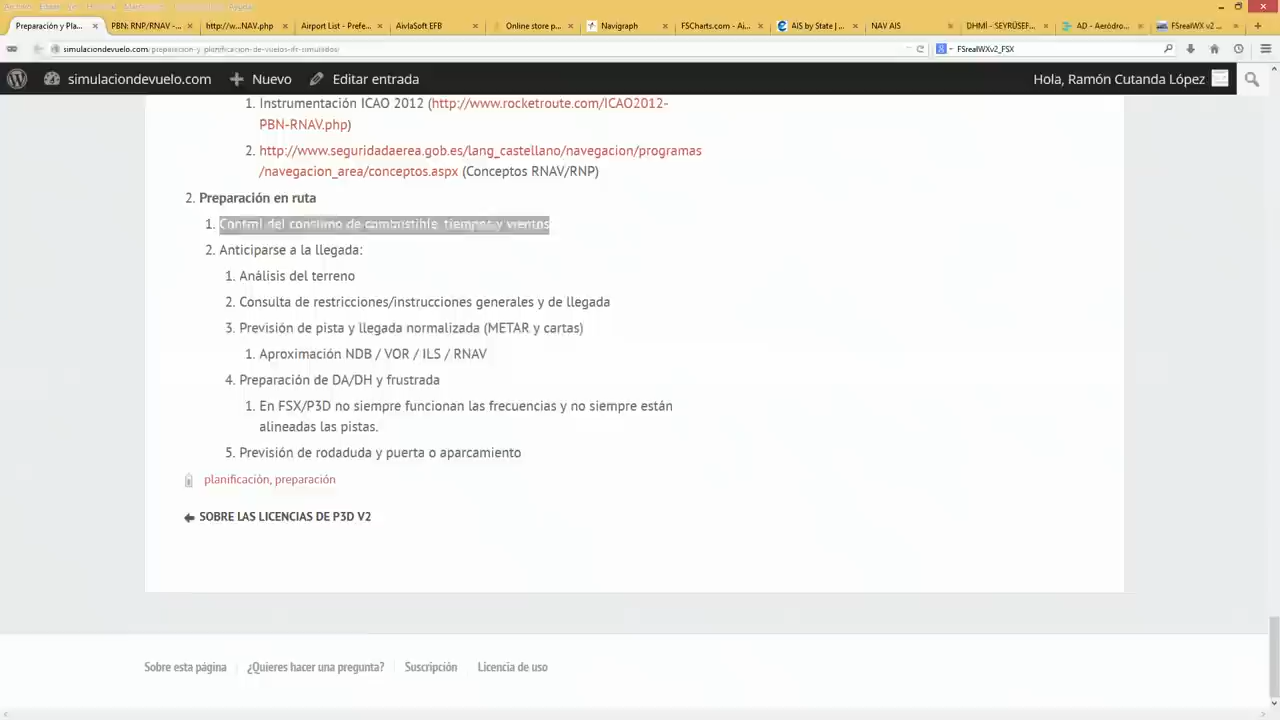 Preparación y Pla...
PBN: RNP/RNAV -...
http://w...NAV.php
Airport List - Prefe...
AivlaSoft EFB
Online store p...
Navigraph
FSCharts.com - Ai...
AIS by State | ...
NAV AIS
DHMİ - SEYRÜSEF...
AD - Aeródro...
FSrealWX v2 ...
simulaciondevuelo.com/preparacion-y-planificacion-de-vuelos-ifr-simulados/
FSrealWXv2_FSX
simulaciondevuelo.com
Nuevo
Editar entrada
Hola, Ramón Cutanda López
1. Instrumentación ICAO 2012 (http://www.rocketroute.com/ICAO2012-
PBN-RNAV.php)
2. http://www.seguridadaerea.gob.es/lang_castellano/navegacion/programas
/navegacion_area/conceptos.aspx (Conceptos RNAV/RNP)
2. Preparación en ruta
1. Control del consumo de combustible, tiempos y vientos
2. Anticiparse a la llegada:
1. Análisis del terreno
2. Consulta de restricciones/instrucciones generales y de llegada
3. Previsión de pista y llegada normalizada (METAR y cartas)
1. Aproximación NDB / VOR / ILS / RNAV
4. Preparación de DA/DH y frustrada
1. En FSX/P3D no siempre funcionan las frecuencias y no siempre están
alineadas las pistas.
5. Previsión de rodaduda y puerta o aparcamiento
planificación, preparación
SOBRE LAS LICENCIAS DE P3D V2
Sobre esta página
¿Quieres hacer una pregunta?
Suscripción
Licencia de uso